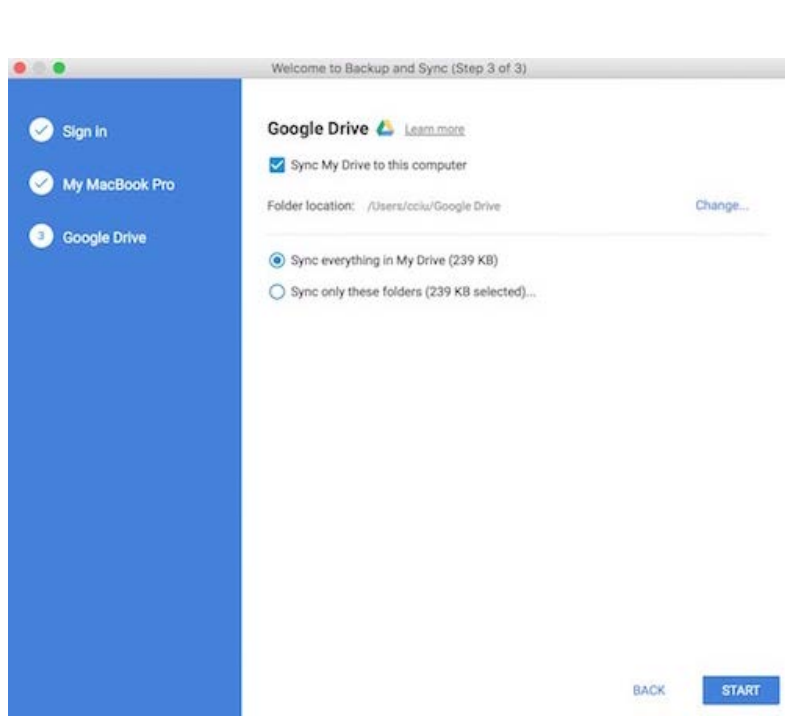 Welcome to Backup and Sync (Step 3 of 3)
Sign in
My MacBook Pro
3 Google Drive
Google Drive Learn more
Sync My Drive to this computer
Folder location: /Users/cciu/Google Drive Change...
Sync everything in My Drive (239 KB)
Sync only these folders (239 KB selected)...
BACK START